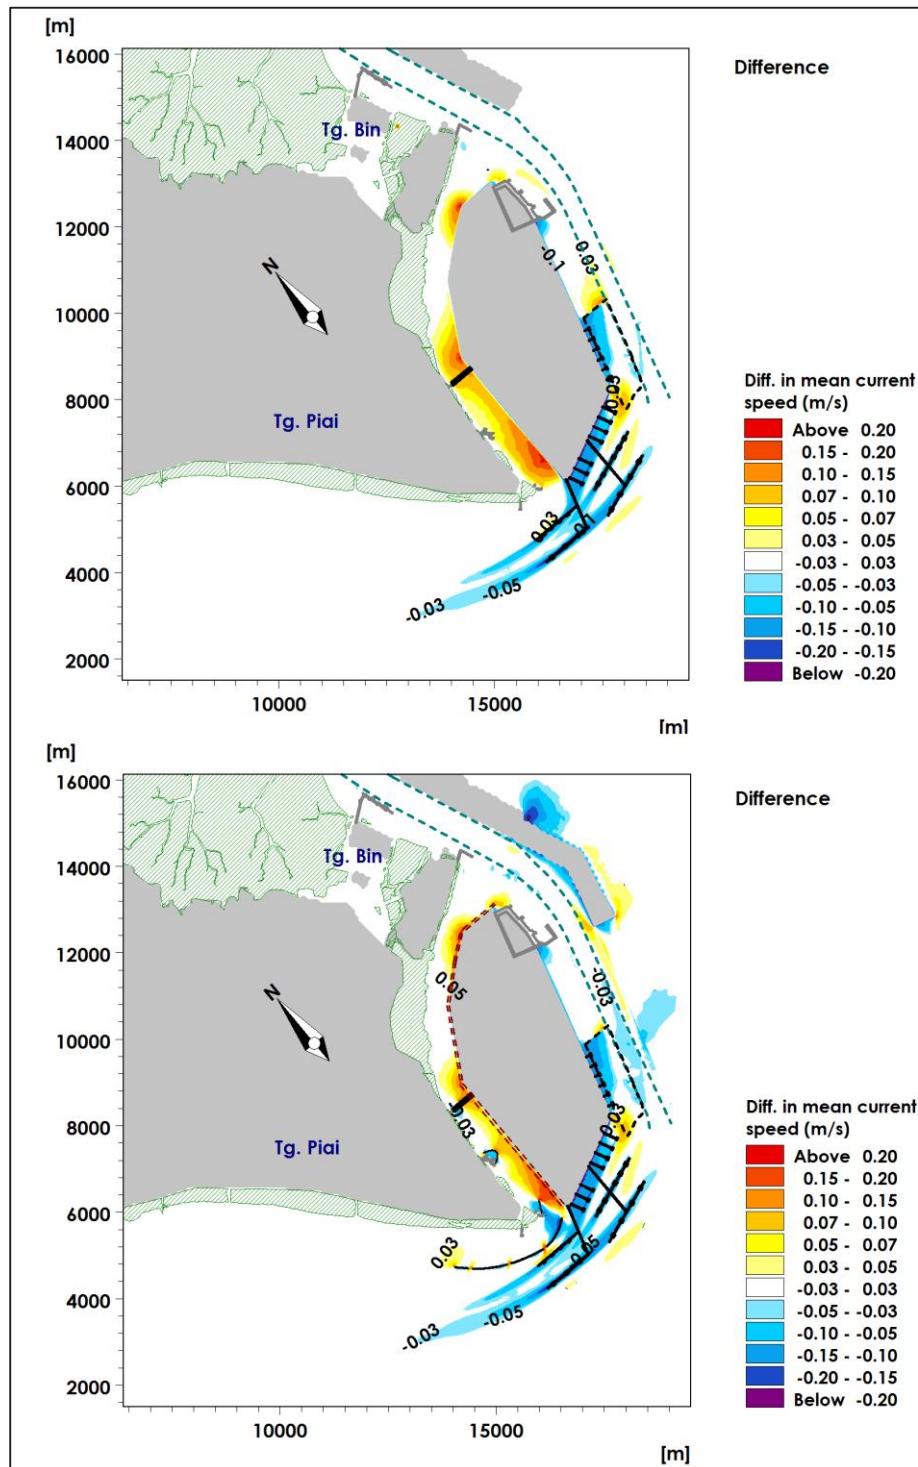 [m]
Difference
16000
14000
12000
10000
8000
6000
4000
2000
Tg. Bin
N
Tg. Piai
-0.1
0.03
0.05
0.03
0.1
-0.05
-0.03
10000
15000
[m]
Diff. in mean current
speed (m/s)
Above 0.20
0.15 - 0.20
0.10 - 0.15
0.07 - 0.10
0.05 - 0.07
0.03 - 0.05
-0.03 - 0.03
-0.05 - -0.03
-0.10 - -0.05
-0.15 - -0.10
-0.20 - -0.15
Below -0.20
[m]
Difference
16000
14000
12000
10000
8000
6000
4000
2000
Tg. Bin
N
Tg. Piai
0.05
-0.03
-0.03
0.03
0.03
0.05
-0.05
-0.03
10000
15000
[m]
Diff. in mean current
speed (m/s)
Above 0.20
0.15 - 0.20
0.10 - 0.15
0.07 - 0.10
0.05 - 0.07
0.03 - 0.05
-0.03 - 0.03
-0.05 - -0.03
-0.10 - -0.05
-0.15 - -0.10
-0.20 - -0.15
Below -0.20